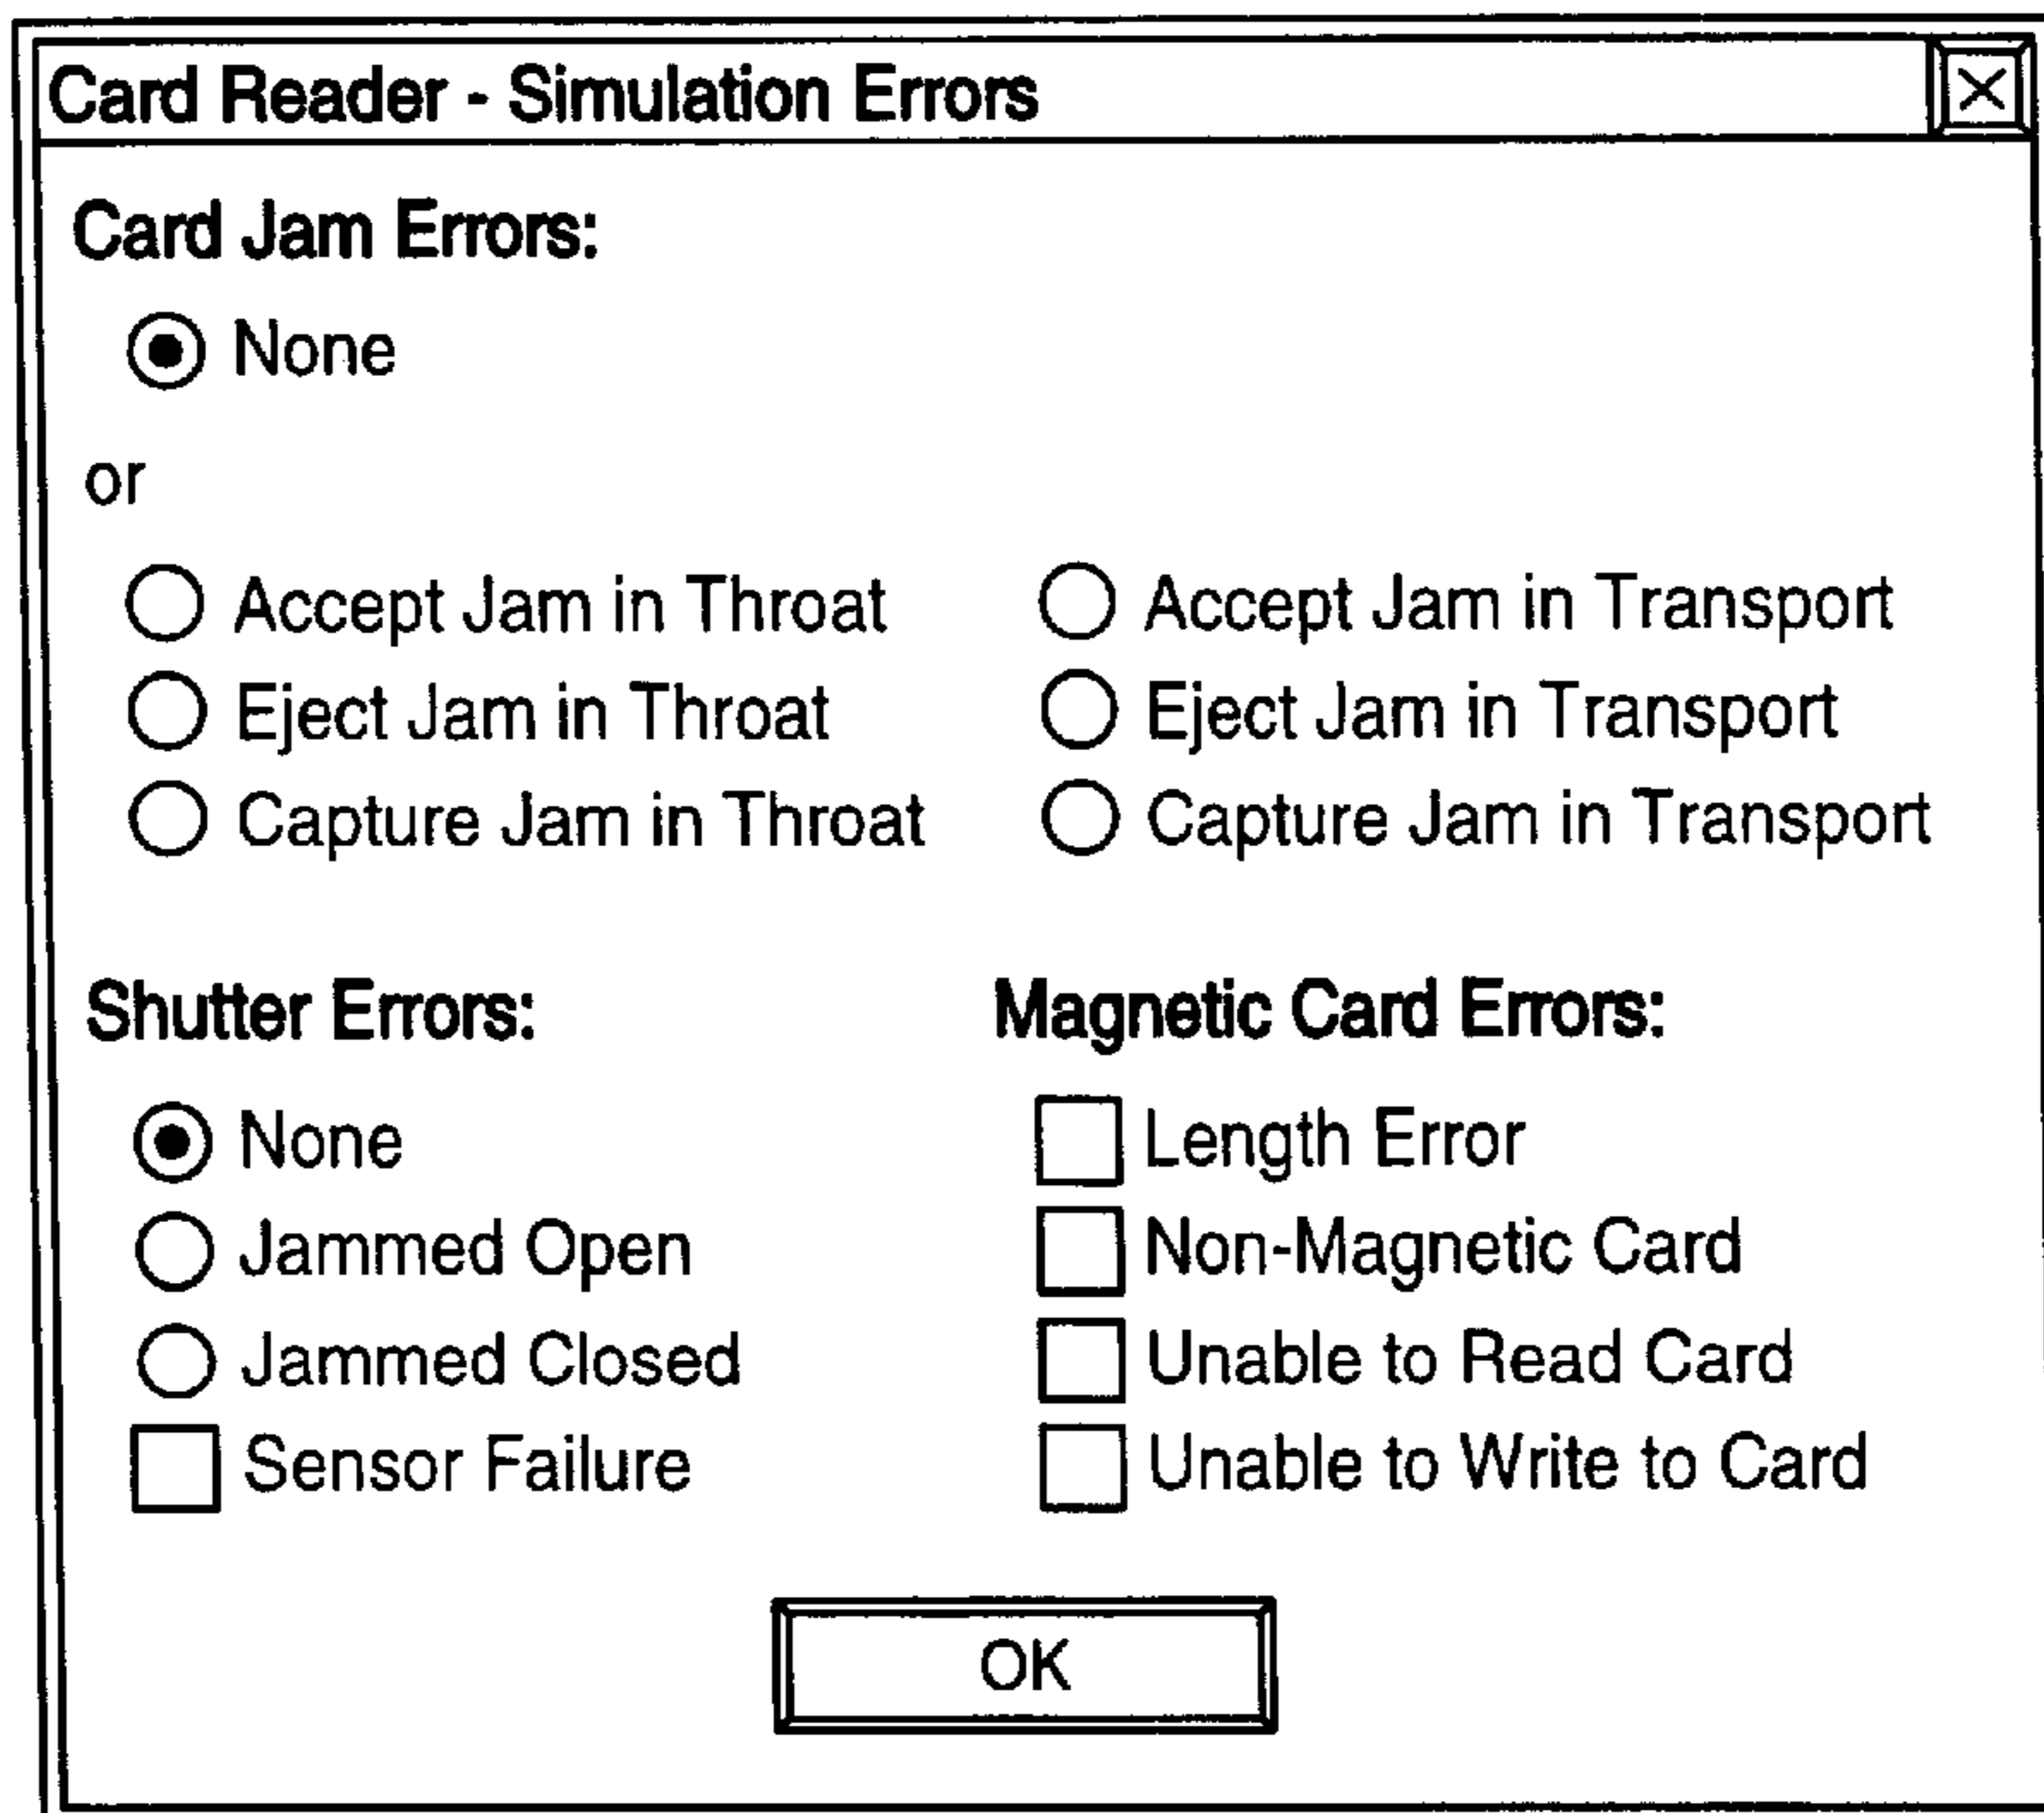 Card Reader - Simulation Errors
Card Jam Errors:
None
or
Accept Jam in Throat
Accept Jam in Transport
Eject Jam in Throat
Eject Jam in Transport
Capture Jam in Throat
Capture Jam in Transport
Shutter Errors:
None
Jammed Open
Jammed Closed
Sensor Failure
Magnetic Card Errors:
Length Error
Non-Magnetic Card
Unable to Read Card
Unable to Write to Card
OK